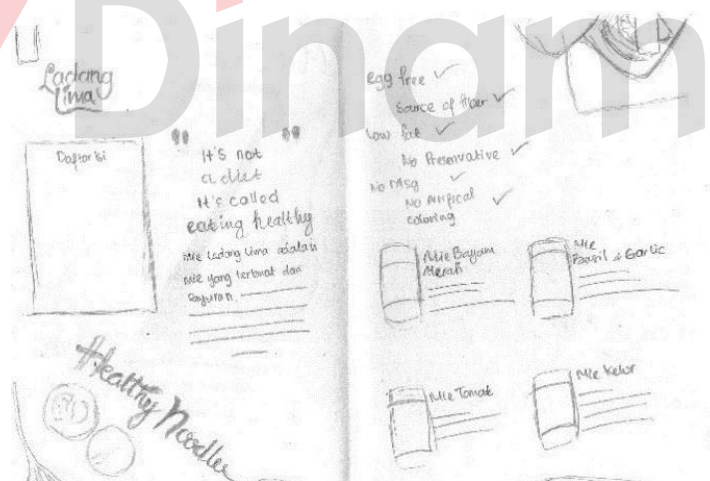 Dinam
Ladang
Lima
Daftar isi
" "
It's not
a diet
It's called
eating healthy
Mie Ladang Lima adalah
Mie yang terbuat dari
Sayuran.
#Healthy Noodles
egg free ✓
Source of fiber ✓
Low fat ✓
No Preservative ✓
No Msg ✓
No Artifical ✓
coloring
Mie Bayam
Merah
Mie
Basil & Garlic
Mie Tomat
Mie Kelor